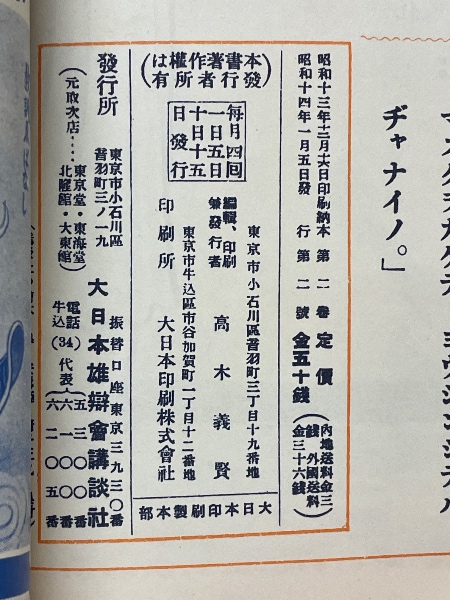 ヂャナイノ。」
昭和十三年十二月廿六日印刷納本　第二巻　定價
昭和十四年一月五日發行　第二號　金五十錢
(內地送料金三錢　外國送料金三十六錢)
(本書著作權は發行者所有)
毎月四回
一日五日
十日十五
日發行
東京市小石川區音羽町三丁目十九番地
編輯、印刷兼發行者　高木義賢
東京市牛込區市谷加賀町一丁目十二番地
印刷所　大日本印刷株式會社
大日本印刷製本部
發行所
東京市小石川區音羽町三ノ一九
振替口座東京三九三〇番
大日本雄辯會講談社
電話牛込(34)代表
五三〇〇番
六一〇〇番
六二〇五番
(元取次店‥‥東京堂・東海堂　北隆館・大東館)